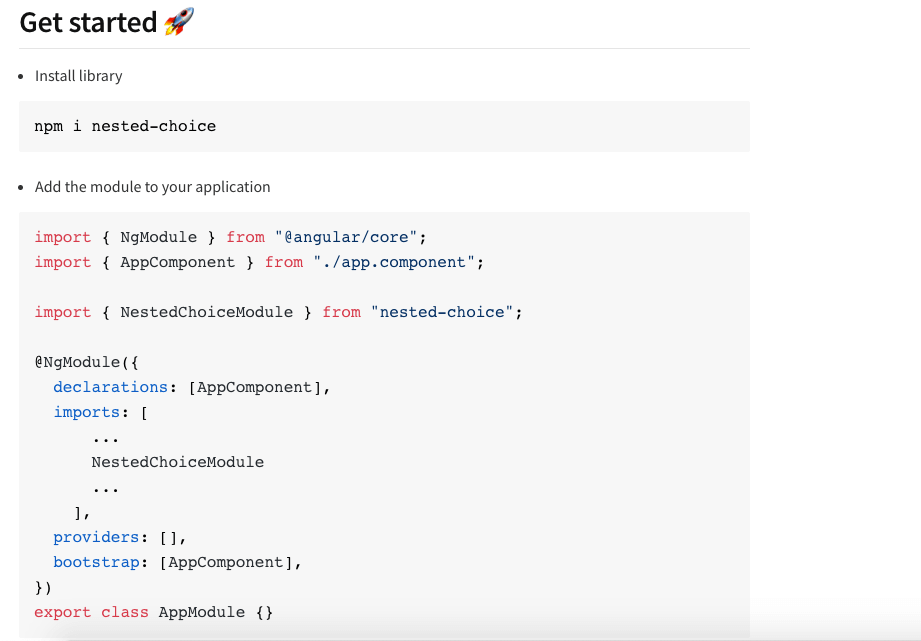 Get started 🚀
• Install library
npm i nested-choice
• Add the module to your application
import { NgModule } from "@angular/core";
import { AppComponent } from "./app.component";

import { NestedChoiceModule } from "nested-choice";

@NgModule({
  declarations: [AppComponent],
  imports: [
      ...
      NestedChoiceModule
      ...
    ],
  providers: [],
  bootstrap: [AppComponent],
})
export class AppModule {}